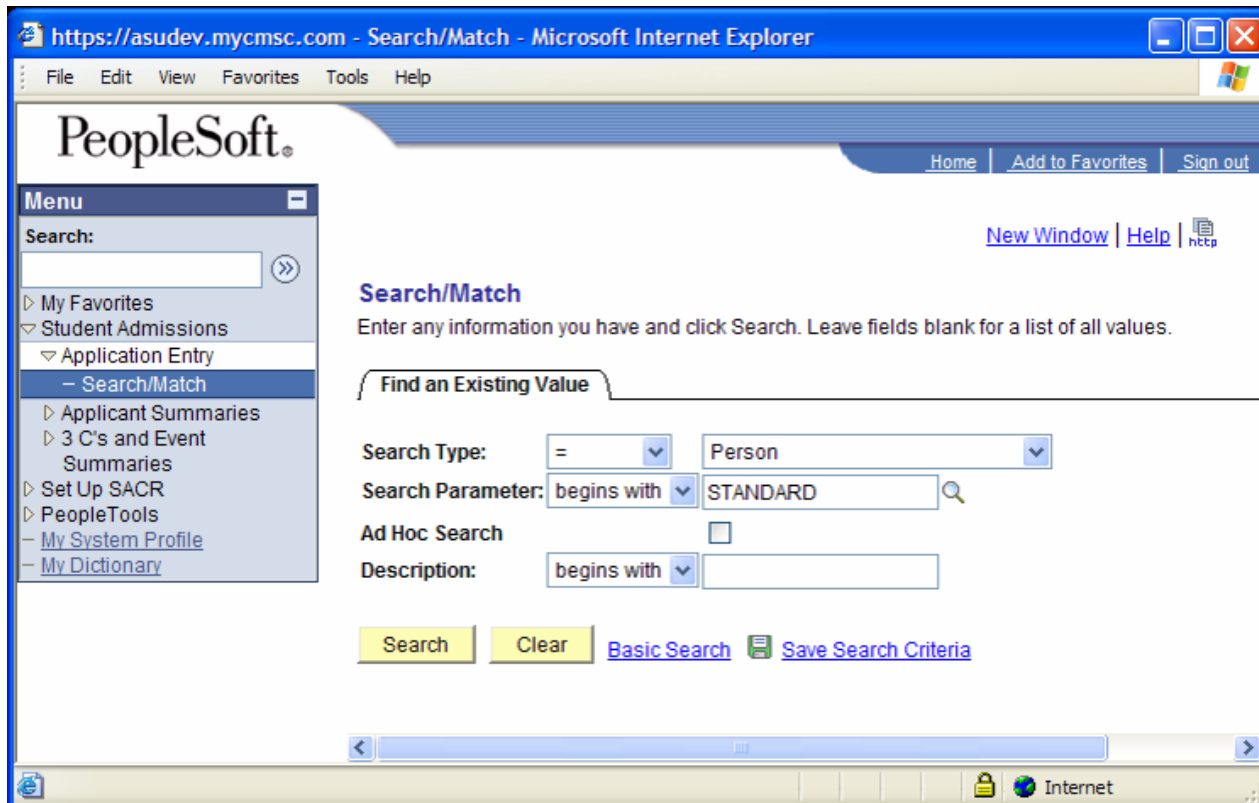 https://asudev.mycmsc.com - Search/Match - Microsoft Internet Explorer
File Edit View Favorites Tools Help
PeopleSoft®
Home | Add to Favorites | Sign out
Menu
Search:
My Favorites
Student Admissions
Application Entry
– Search/Match
Applicant Summaries
3 C's and Event
Summaries
Set Up SACR
PeopleTools
– My System Profile
– My Dictionary
New Window | Help | http
Search/Match
Enter any information you have and click Search. Leave fields blank for a list of all values.
Find an Existing Value
Search Type: = Person
Search Parameter: begins with STANDARD
Ad Hoc Search
Description: begins with
Search Clear Basic Search Save Search Criteria
Internet